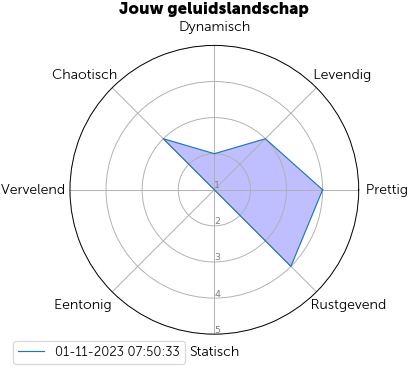 Jouw geluidslandschap
Dynamisch
Chaotisch
Levendig
Vervelend
Prettig
1
2
3
4
5
Eentonig
Rustgevend
Statisch
01-11-2023 07:50:33